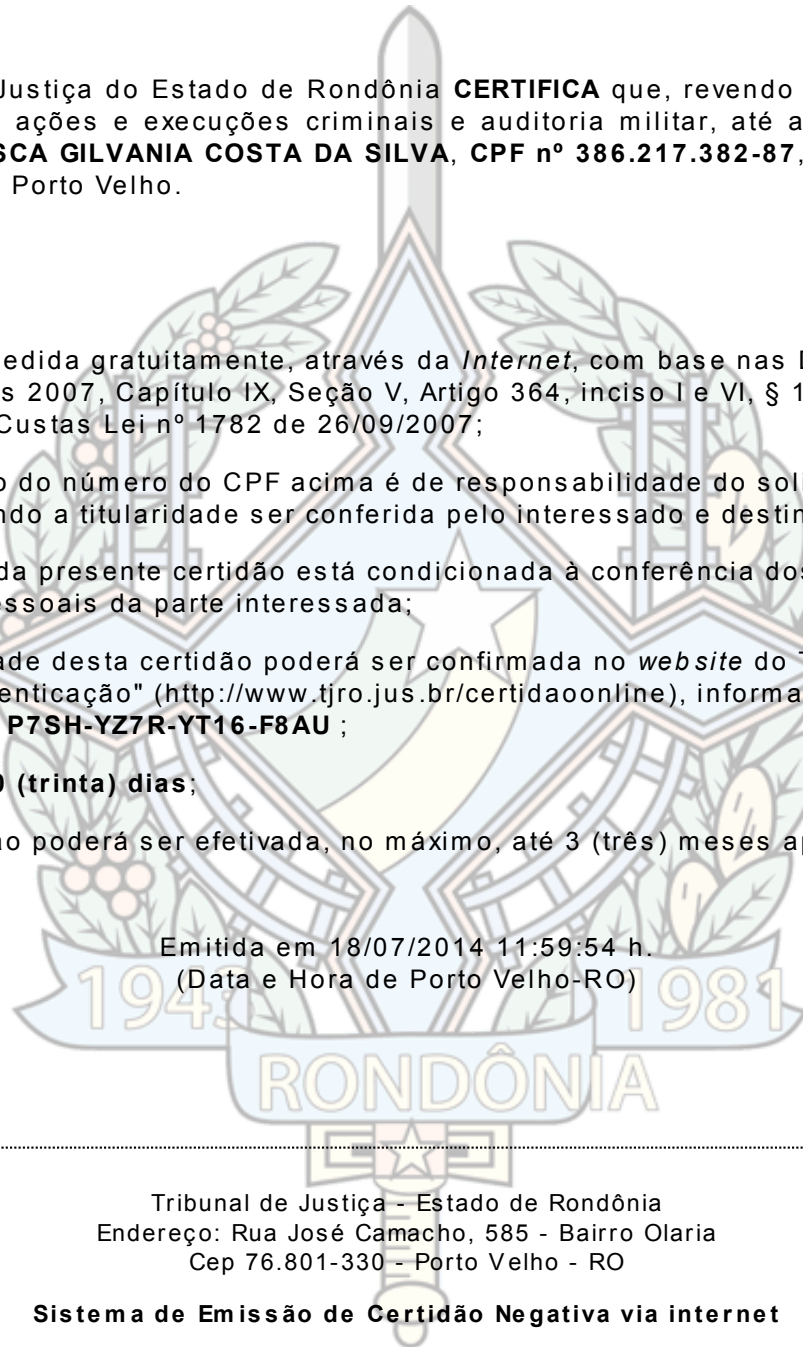 Justiça do Estado de Rondônia CERTIFICA que, revendo
ações e execuções criminais e auditoria militar, até a
SCA GILVANIA COSTA DA SILVA, CPF nº 386.217.382-87,
Porto Velho.
edida gratuitamente, através da Internet, com base nas D
s 2007, Capítulo IX, Seção V, Artigo 364, inciso I e VI, § 1
Custas Lei nº 1782 de 26/09/2007;
o do número do CPF acima é de responsabilidade do soli
ndo a titularidade ser conferida pelo interessado e destin
da presente certidão está condicionada à conferência dos
essoais da parte interessada;
ade desta certidão poderá ser confirmada no website do T
enticação" (http://www.tjro.jus.br/certidaoonline), informa
P7SH-YZ7R-YT16-F8AU ;
0 (trinta) dias;
ão poderá ser efetivada, no máximo, até 3 (três) meses ap
Emitida em 18/07/2014 11:59:54 h.
(Data e Hora de Porto Velho-RO)
1943 1981
RONDÔNIA
Tribunal de Justiça - Estado de Rondônia
Endereço: Rua José Camacho, 585 - Bairro Olaria
Cep 76.801-330 - Porto Velho - RO
Sistema de Emissão de Certidão Negativa via internet